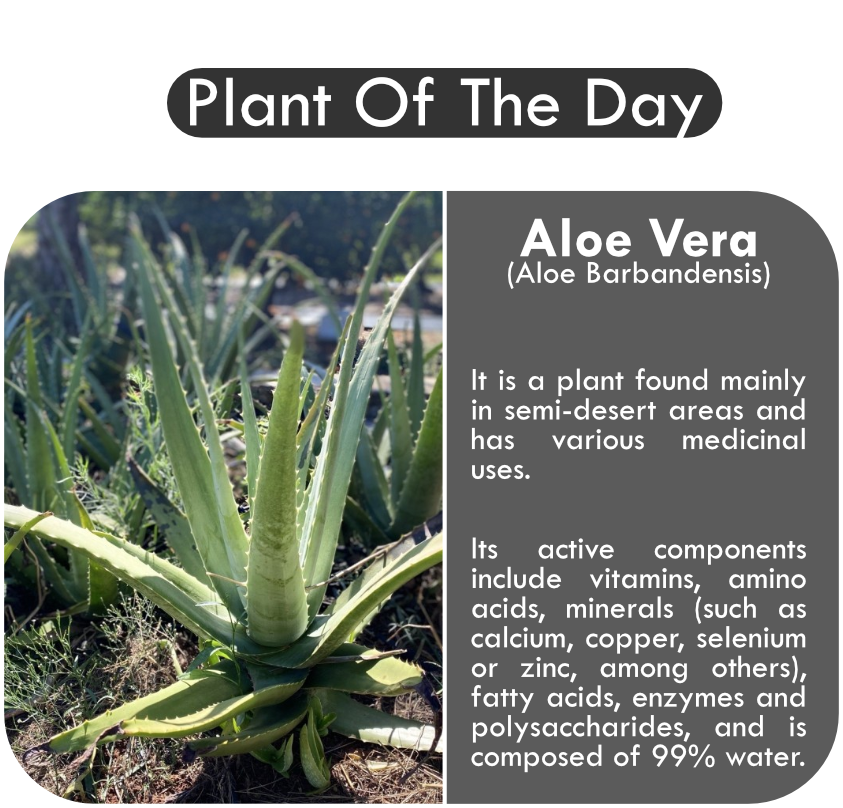 Plant Of The Day
Aloe Vera
(Aloe Barbandensis)
It is a plant found mainly
in semi-desert areas and
has various medicinal
uses.
Its active components
include vitamins, amino
acids, minerals (such as
calcium, copper, selenium
or zinc, among others),
fatty acids, enzymes and
polysaccharides, and is
composed of 99% water.